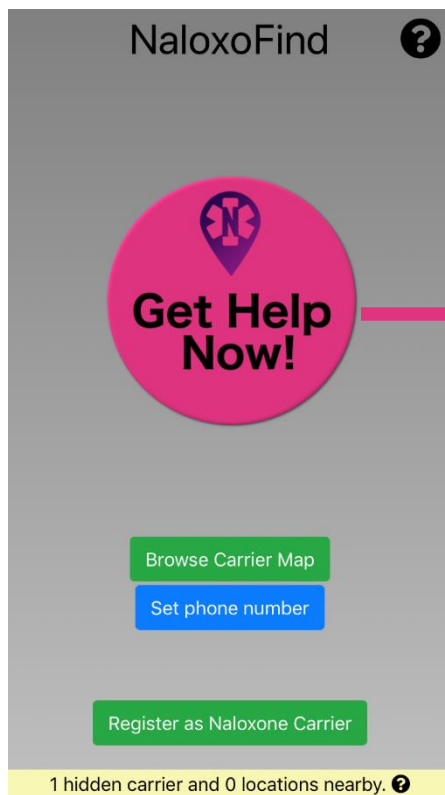 NaloxoFind ?
N
Get Help
Now!
Browse Carrier Map
Set phone number
Register as Naloxone Carrier
1 hidden carrier and 0 locations nearby. ?